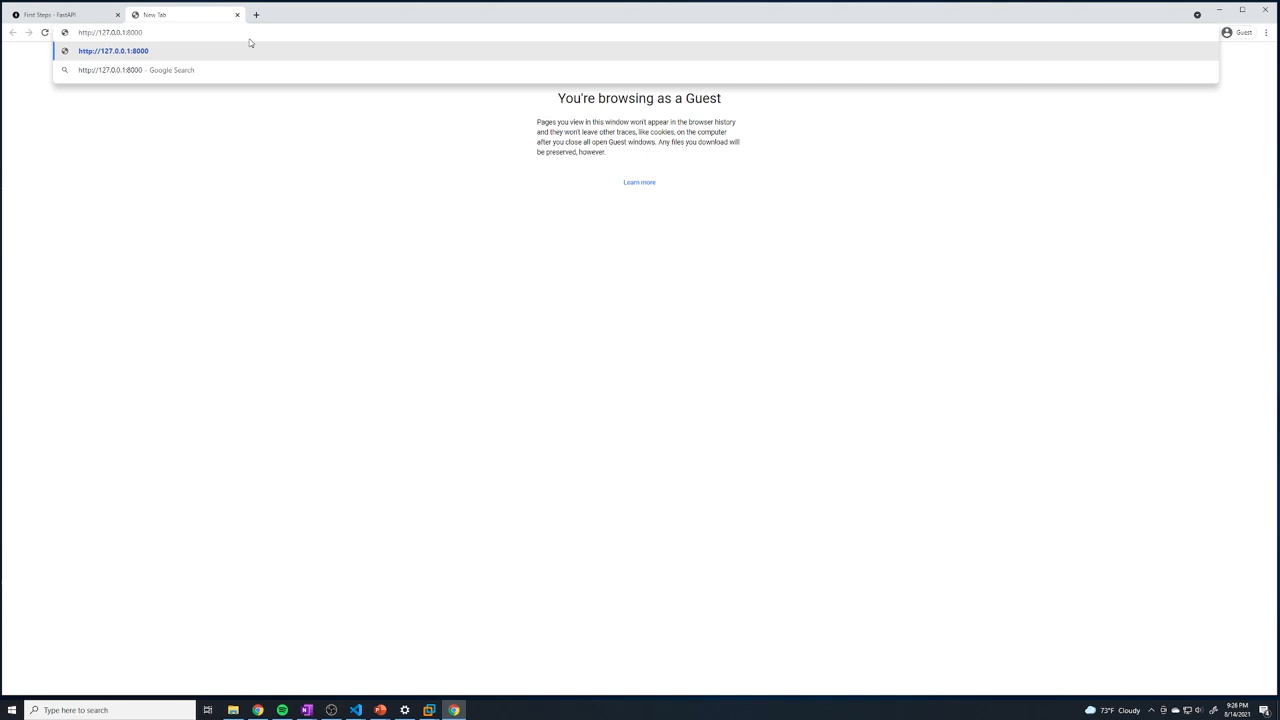 First Steps - FastAPI
New Tab
http://127.0.0.1:8000
Guest
http://127.0.0.1:8000
http://127.0.0.1:8000 - Google Search
You're browsing as a Guest
Pages you view in this window won't appear in the browser history
and they won't leave other traces, like cookies, on the computer
after you close all open Guest windows. Any files you download will
be preserved, however.
Learn more
Type here to search
73°F Cloudy
9:28 PM
8/14/2021